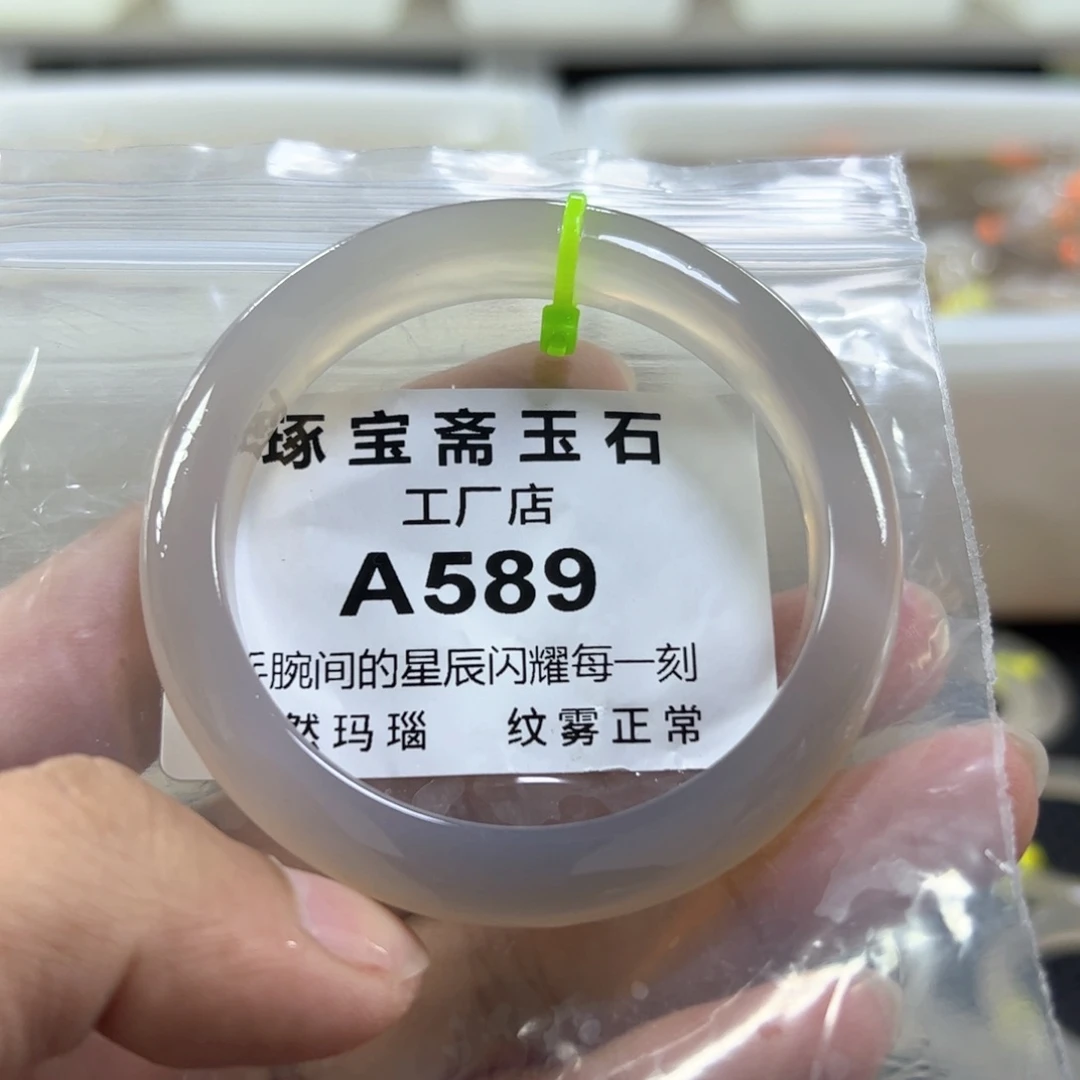 琢宝斋玉石
工厂店
A589
腕间的星辰闪耀每一刻
然玛瑙 纹雾正常